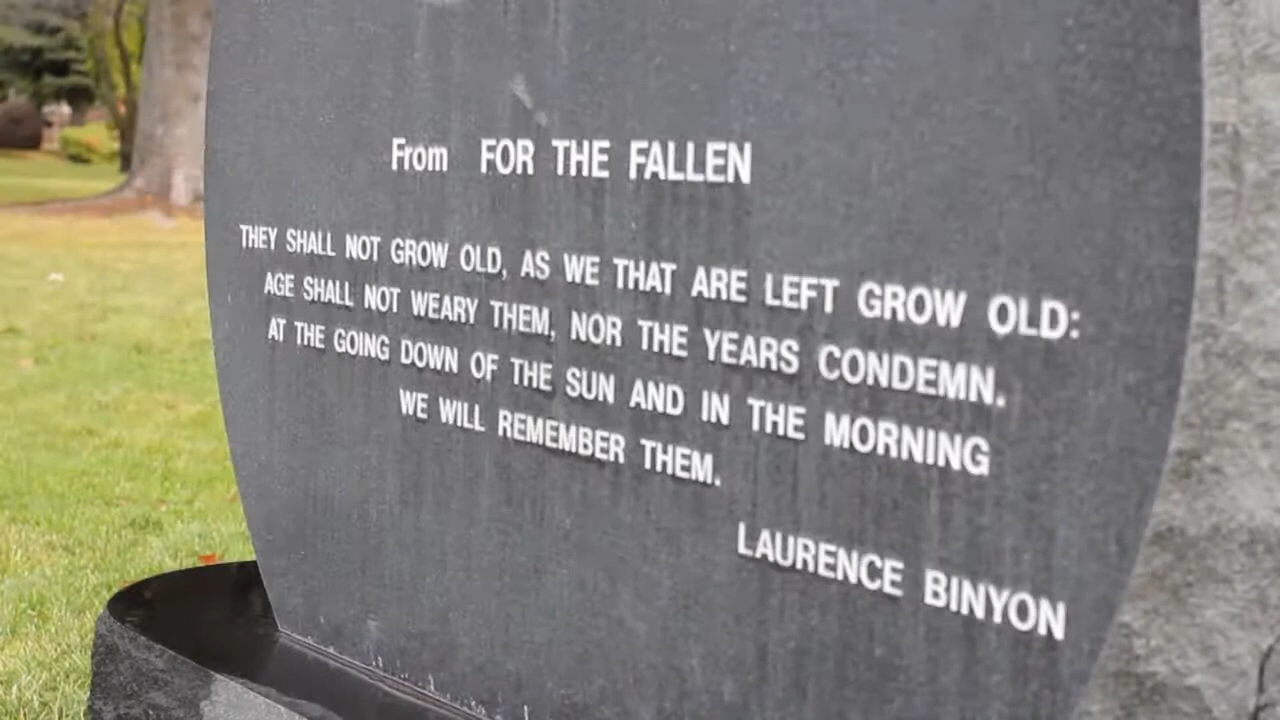 From FOR THE FALLEN
THEY SHALL NOT GROW OLD, AS WE THAT ARE LEFT GROW OLD:
AGE SHALL NOT WEARY THEM, NOR THE YEARS CONDEMN.
AT THE GOING DOWN OF THE SUN AND IN THE MORNING
WE WILL REMEMBER THEM.
LAURENCE BINYON